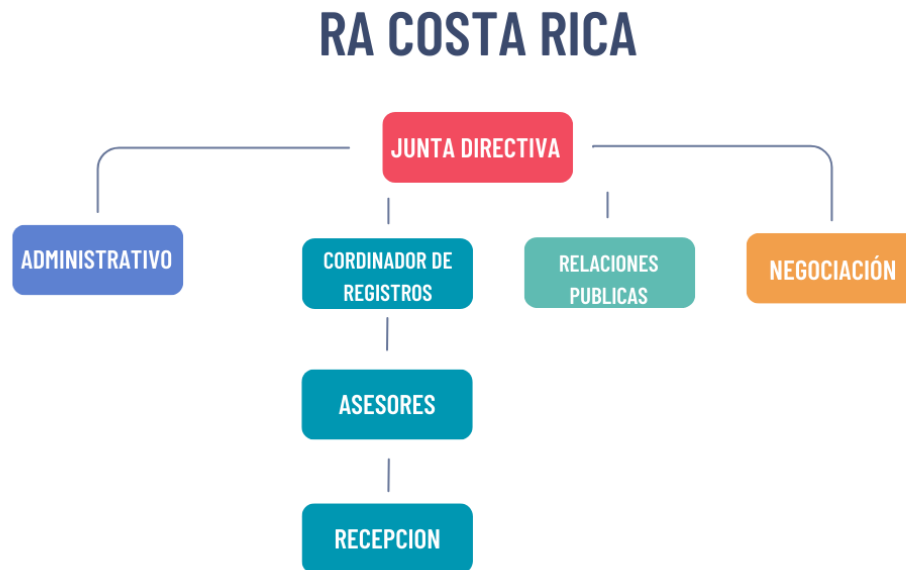 RA COSTA RICA
JUNTA DIRECTIVA
ADMINISTRATIVO
CORDINADOR DE
REGISTROS
RELACIONES
PUBLICAS
NEGOCIACIÓN
ASESORES
RECEPCION